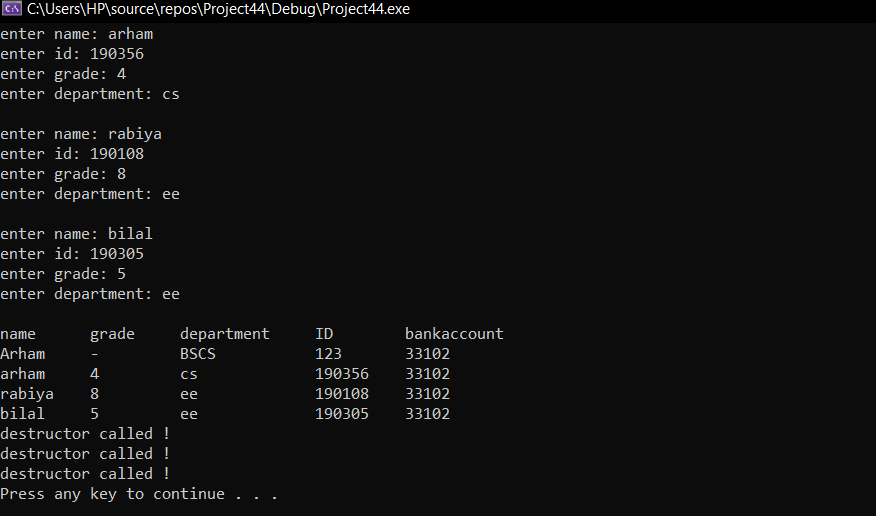 C:\Users\HP\source\repos\Project44\Debug\Project44.exe
enter name: arham
enter id: 190356
enter grade: 4
enter department: cs
enter name: rabiya
enter id: 190108
enter grade: 8
enter department: ee
enter name: bilal
enter id: 190305
enter grade: 5
enter department: ee
name grade department ID bankaccount
Arham - BSCS 123 33102
arham 4 cs 190356 33102
rabiya 8 ee 190108 33102
bilal 5 ee 190305 33102
destructor called !
destructor called !
destructor called !
Press any key to continue . . .